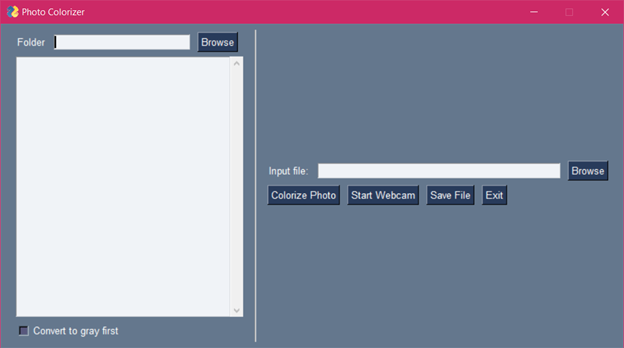 Photo Colorizer
Folder Browse
Convert to gray first
Input file: Browse
Colorize Photo Start Webcam Save File Exit